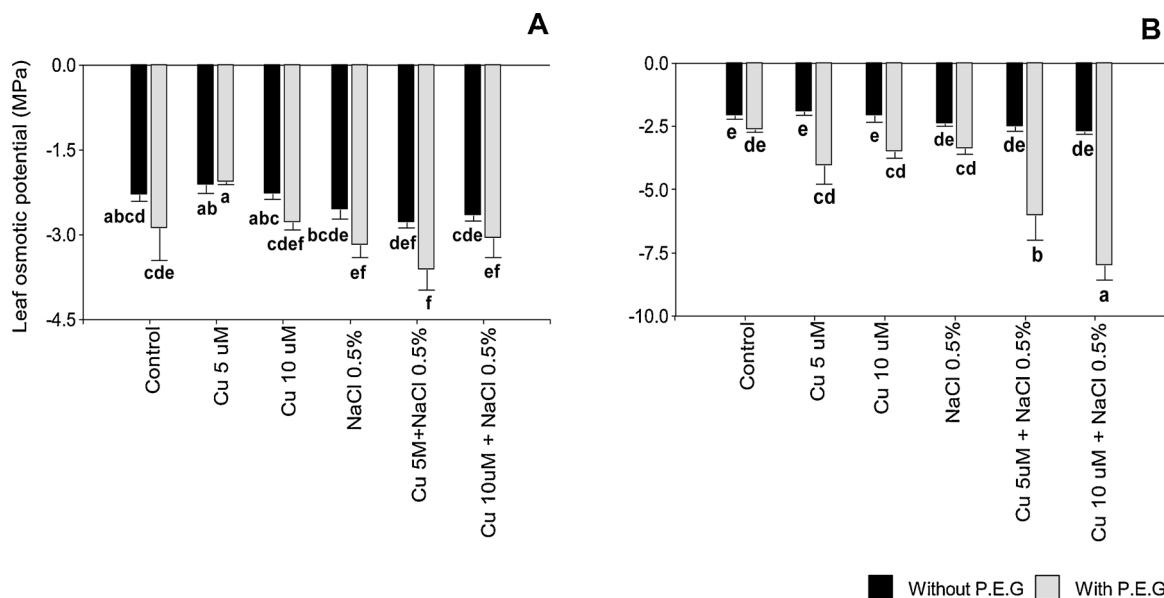 A
Leaf osmotic potential (MPa)
0.0
-1.5
-3.0
-4.5
abcd
cde
ab
a
abc
cdef
bcde
ef
def
f
cde
ef
Control
Cu 5 uM
Cu 10 uM
NaCl 0.5%
Cu 5M+NaCl 0.5%
Cu 10uM + NaCl 0.5%
B
0.0
-2.5
-5.0
-7.5
-10.0
e
de
e
cd
e
cd
de
cd
de
b
de
a
Control
Cu 5 uM
Cu 10 uM
NaCl 0.5%
Cu 5uM + NaCl 0.5%
Cu 10 uM + NaCl 0.5%
Without P.E.G
With P.E.G